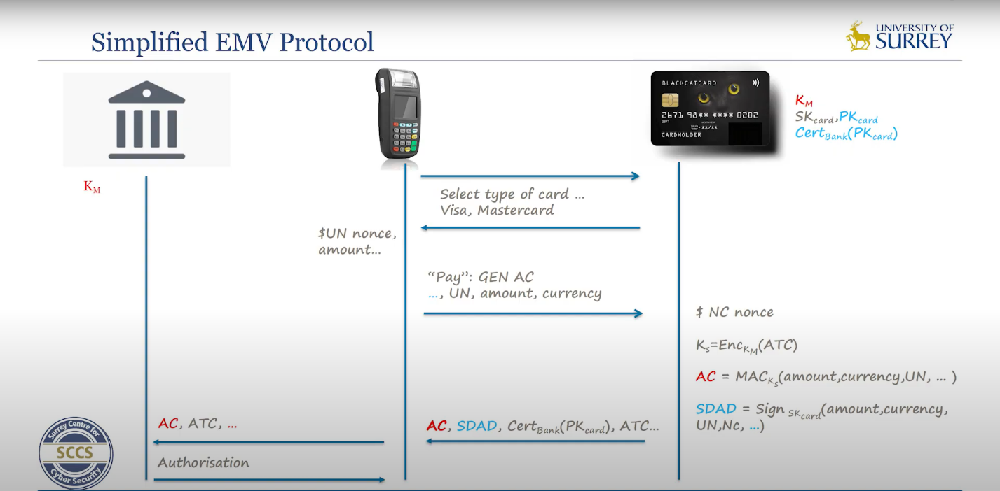 Simplified EMV Protocol
UNIVERSITY OF
SURREY
BLACKCATCARD
2671 98** **** 0202
2671
**/**
CARDHOLDER
K_M
SK_card,PK_card
Cert_Bank(PK_card)
K_M
Select type of card ...
Visa, Mastercard
$UN nonce,
amount...
“Pay”: GEN AC
..., UN, amount, currency
$ NC nonce
K_s=Enc_K_M(ATC)
AC = MAC_K_s(amount,currency,UN, ... )
SDAD = Sign SK_card(amount,currency,
UN,Nc, ...)
AC, ATC, ...
AC, SDAD, Cert_Bank(PK_card), ATC...
Authorisation
Surrey Centre for
SCCS
Cyber Security